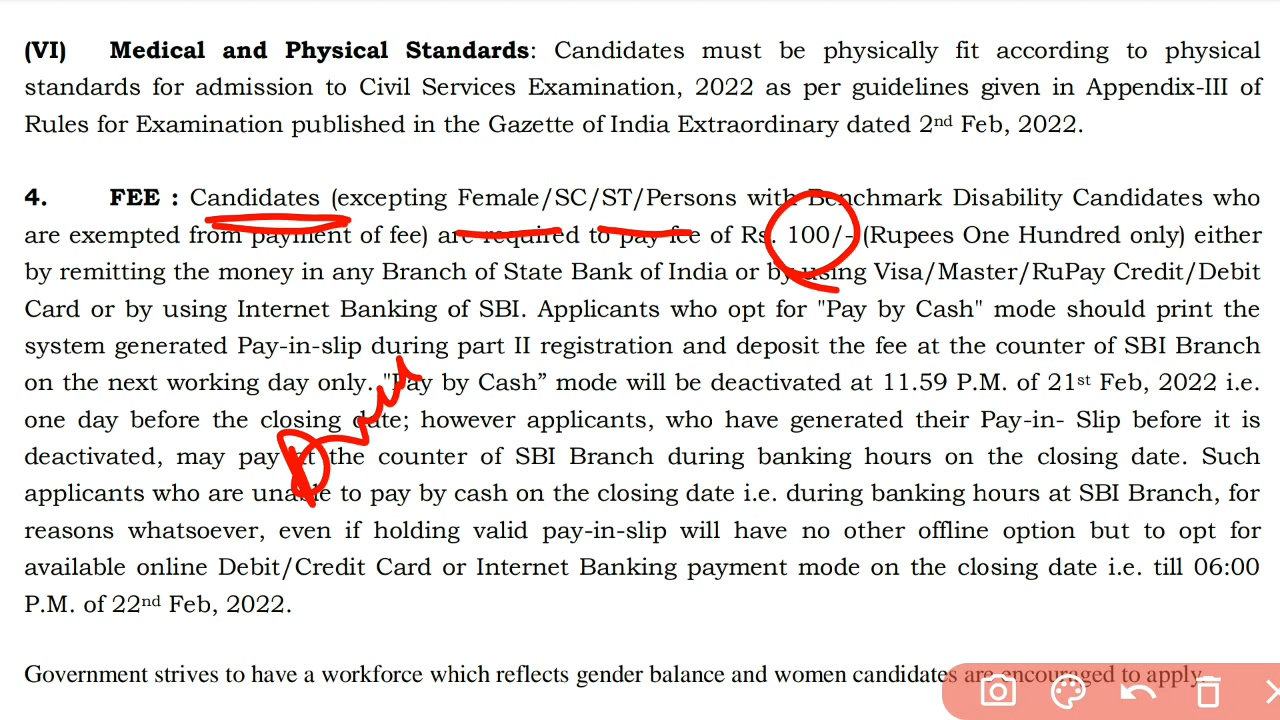 (VI) Medical and Physical Standards: Candidates must be physically fit according to physical
standards for admission to Civil Services Examination, 2022 as per guidelines given in Appendix-III of
Rules for Examination published in the Gazette of India Extraordinary dated 2nd Feb, 2022.
4. FEE : Candidates (excepting Female/SC/ST/Persons with Benchmark Disability Candidates who
are exempted from payment of fee) are required to pay fee of Rs. 100/- (Rupees One Hundred only) either
by remitting the money in any Branch of State Bank of India or by using Visa/Master/RuPay Credit/Debit
Card or by using Internet Banking of SBI. Applicants who opt for "Pay by Cash" mode should print the
system generated Pay-in-slip during part II registration and deposit the fee at the counter of SBI Branch
on the next working day only. "Pay by Cash” mode will be deactivated at 11.59 P.M. of 21st Feb, 2022 i.e.
one day before the closing date; however applicants, who have generated their Pay-in- Slip before it is
deactivated, may pay at the counter of SBI Branch during banking hours on the closing date. Such
applicants who are unable to pay by cash on the closing date i.e. during banking hours at SBI Branch, for
reasons whatsoever, even if holding valid pay-in-slip will have no other offline option but to opt for
available online Debit/Credit Card or Internet Banking payment mode on the closing date i.e. till 06:00
P.M. of 22nd Feb, 2022.
Government strives to have a workforce which reflects gender balance and women candidates are encouraged to apply.